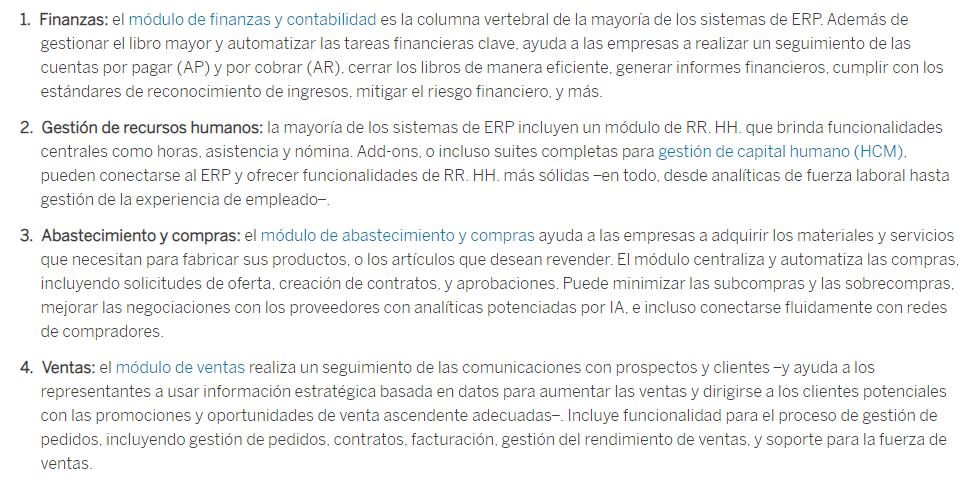 1. Finanzas: el módulo de finanzas y contabilidad es la columna vertebral de la mayoría de los sistemas de ERP. Además de
gestionar el libro mayor y automatizar las tareas financieras clave, ayuda a las empresas a realizar un seguimiento de las
cuentas por pagar (AP) y por cobrar (AR), cerrar los libros de manera eficiente, generar informes financieros, cumplir con los
estándares de reconocimiento de ingresos, mitigar el riesgo financiero, y más.
2. Gestión de recursos humanos: la mayoría de los sistemas de ERP incluyen un módulo de RR. HH. que brinda funcionalidades
centrales como horas, asistencia y nómina. Add-ons, o incluso suites completas para gestión de capital humano (HCM),
pueden conectarse al ERP y ofrecer funcionalidades de RR. HH. más sólidas –en todo, desde analíticas de fuerza laboral hasta
gestión de la experiencia de empleado–.
3. Abastecimiento y compras: el módulo de abastecimiento y compras ayuda a las empresas a adquirir los materiales y servicios
que necesitan para fabricar sus productos, o los artículos que desean revender. El módulo centraliza y automatiza las compras,
incluyendo solicitudes de oferta, creación de contratos, y aprobaciones. Puede minimizar las subcompras y las sobrecompras,
mejorar las negociaciones con los proveedores con analíticas potenciadas por IA, e incluso conectarse fluidamente con redes
de compradores.
4. Ventas: el módulo de ventas realiza un seguimiento de las comunicaciones con prospectos y clientes –y ayuda a los
representantes a usar información estratégica basada en datos para aumentar las ventas y dirigirse a los clientes potenciales
con las promociones y oportunidades de venta ascendente adecuadas–. Incluye funcionalidad para el proceso de gestión de
pedidos, incluyendo gestión de pedidos, contratos, facturación, gestión del rendimiento de ventas, y soporte para la fuerza de
ventas.